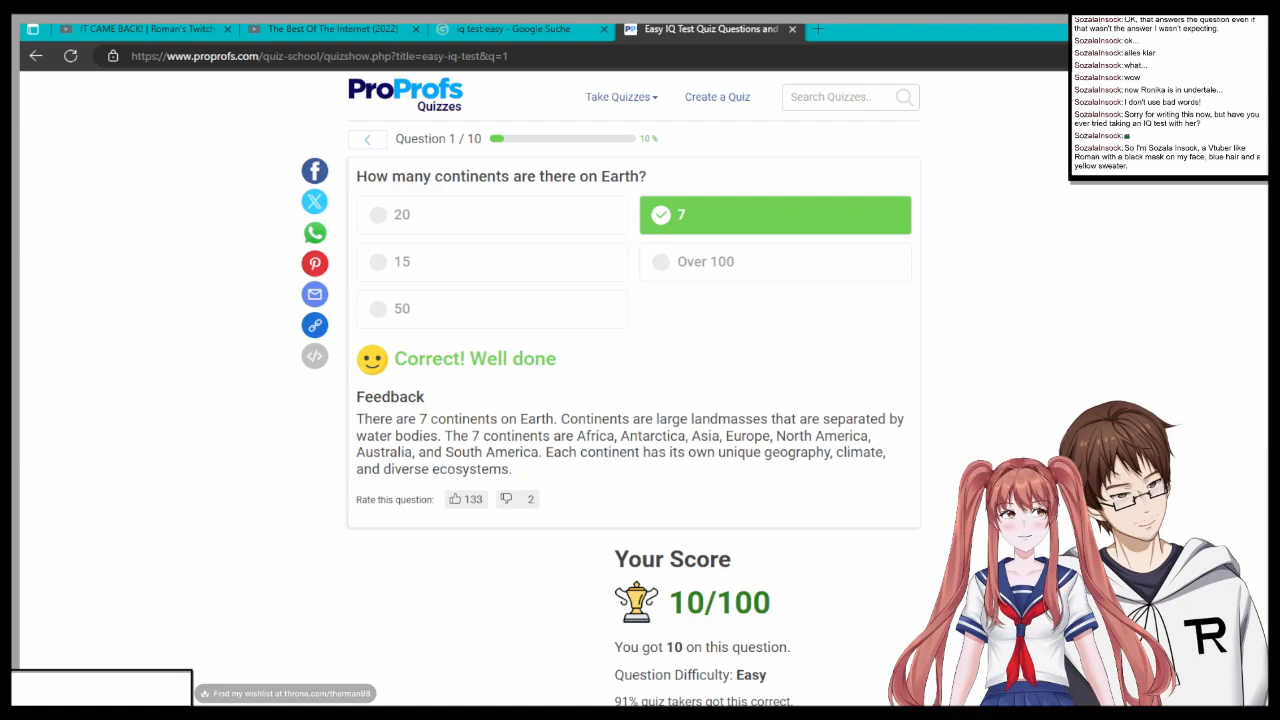 IT CAME BACK! | Roman's Twitch
The Best Of The Internet (2022)
iq test easy - Google Suche
Easy IQ Test Quiz Questions and
https://www.proprofs.com/quiz-school/quizshow.php?title=easy-iq-test&q=1
ProProfs
Quizzes
Take Quizzes
Create a Quiz
Search Quizzes..
Question 1 / 10
10 %
How many continents are there on Earth?
20
7
15
Over 100
50
Correct! Well done
Feedback
There are 7 continents on Earth. Continents are large landmasses that are separated by
water bodies. The 7 continents are Africa, Antarctica, Asia, Europe, North America,
Australia, and South America. Each continent has its own unique geography, climate,
and diverse ecosystems.
Rate this question:
133
2
Your Score
10/100
You got 10 on this question.
Question Difficulty: Easy
91% quiz takers got this correct.
Find my wishlist at throne.com/therman98
SozalaInsock: OK, that answers the question even if
that wasn't the answer I wasn't expecting.
SozalaInsock: ok...
SozalaInsock: alles klar
SozalaInsock: what...
SozalaInsock: wow
SozalaInsock: now Ronika is in undertale...
SozalaInsock: I don't use bad words!
SozalaInsock: Sorry for writing this now, but have you
ever tried taking an IQ test with her?
SozalaInsock:
SozalaInsock: So I'm Sozala Insock, a Vtuber like
Roman with a black mask on my face, blue hair and a
yellow sweater.
TR